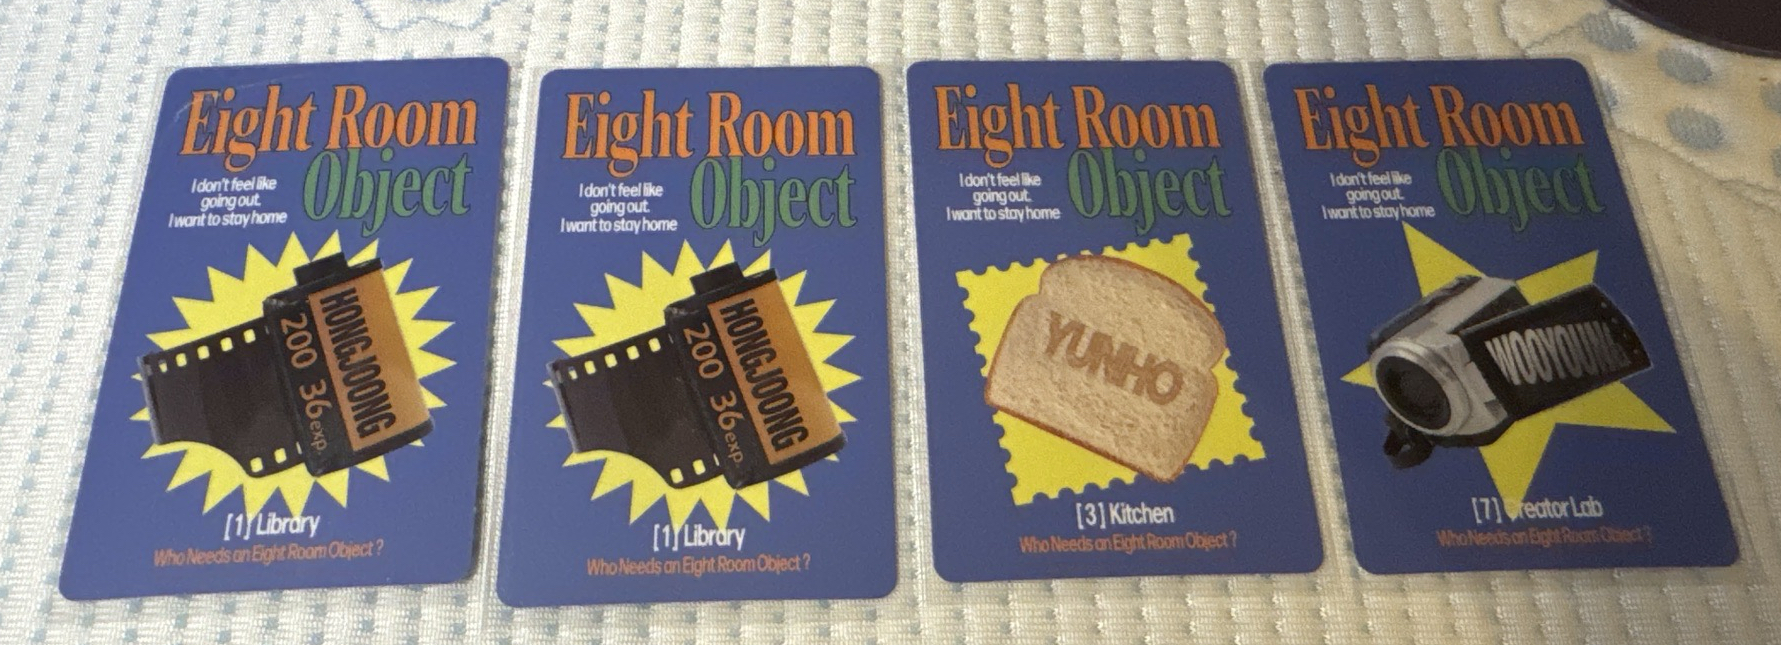 Eight Room
Object
I don't feel like
going out.
I want to stay home
HONGJOONG
200 36exp.
[1] Library
Who Needs an Eight Room Object?
Eight Room
Object
I don't feel like
going out.
I want to stay home
HONGJOONG
200 36exp.
[1] Library
Who Needs an Eight Room Object?
Eight Room
Object
I don't feel like
going out.
I want to stay home
YUNHO
[3] Kitchen
Who Needs an Eight Room Object?
Eight Room
Object
I don't feel like
going out.
I want to stay home
WOOYOUNG
[7] Creator Lab
Who Needs an Eight Room Object?